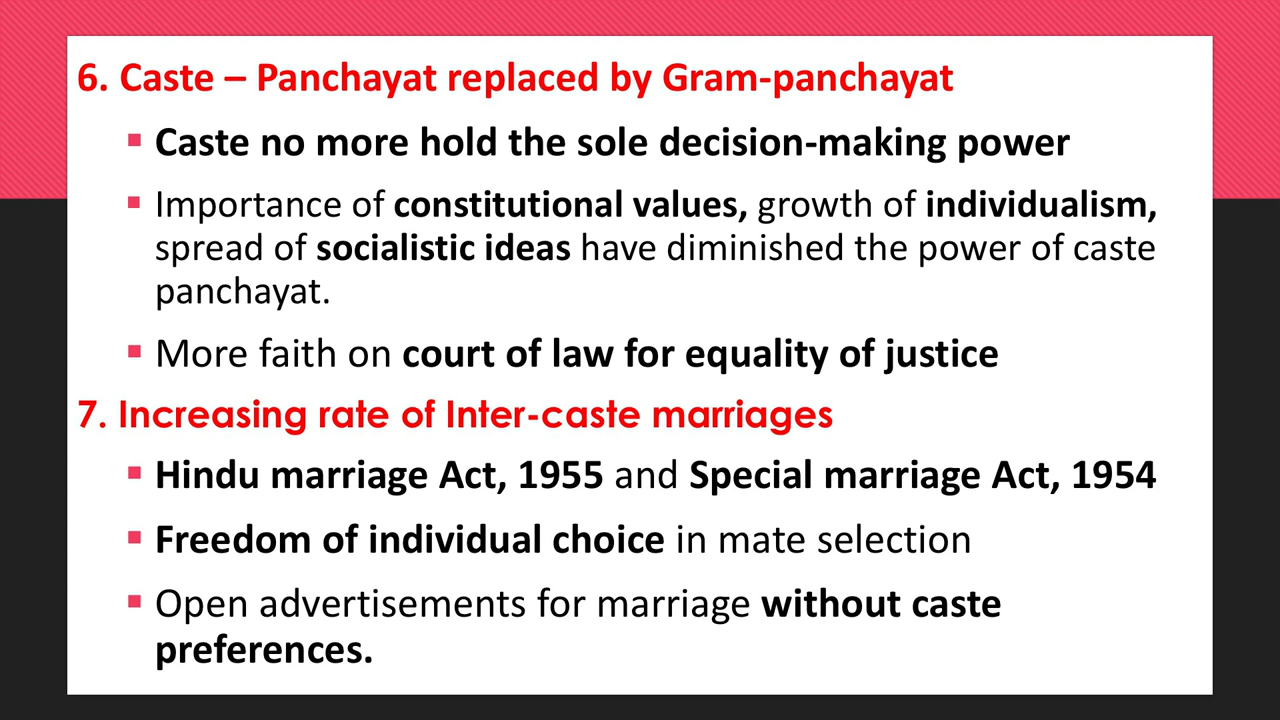 6. Caste – Panchayat replaced by Gram-panchayat
▪ Caste no more hold the sole decision-making power
▪ Importance of constitutional values, growth of individualism,
spread of socialistic ideas have diminished the power of caste
panchayat.
▪ More faith on court of law for equality of justice
7. Increasing rate of Inter-caste marriages
▪ Hindu marriage Act, 1955 and Special marriage Act, 1954
▪ Freedom of individual choice in mate selection
▪ Open advertisements for marriage without caste
preferences.